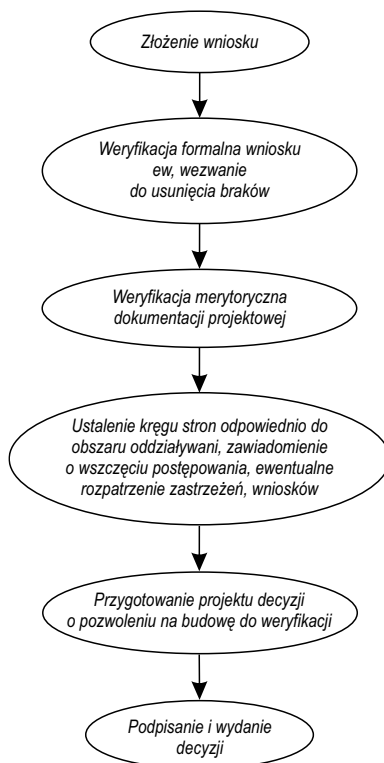 Złożenie wniosku
Weryfikacja formalna wniosku
ew, wezwanie
do usunięcia braków
Weryfikacja merytoryczna
dokumentacji projektowej
Ustalenie kręgu stron odpowiednio do
obszaru oddziaływani, zawiadomienie
o wszczęciu postępowania, ewentualne
rozpatrzenie zastrzeżeń, wniosków
Przygotowanie projektu decyzji
o pozwoleniu na budowę do weryfikacji
Podpisanie i wydanie
decyzji